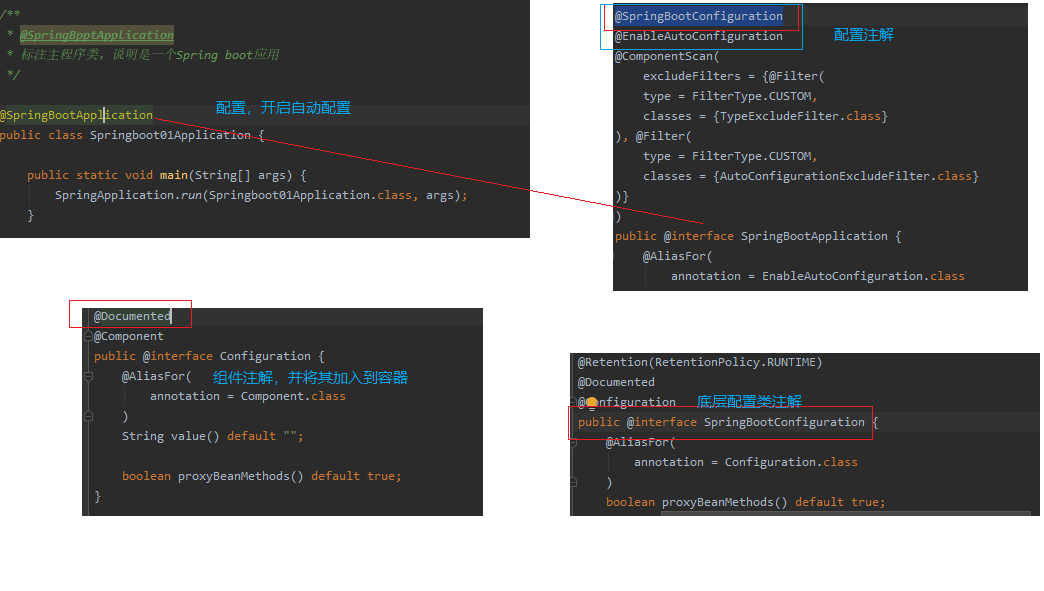 /**
 * @SpringBpptApplication
 * 标注主程序类，说明是一个Spring boot应用
 */
@SpringBootApplication
配置，开启自动配置
public class Springboot01Application {
public static void main(String[] args) {
SpringApplication.run(Springboot01Application.class, args);
}
@SpringBootConfiguration
@EnableAutoConfiguration
配置注解
@ComponentScan(
excludeFilters = {@Filter(
type = FilterType.CUSTOM,
classes = {TypeExcludeFilter.class}
), @Filter(
type = FilterType.CUSTOM,
classes = {AutoConfigurationExcludeFilter.class}
)}
)
public @interface SpringBootApplication {
@AliasFor(
annotation = EnableAutoConfiguration.class
@Documented
@Component
public @interface Configuration {
@AliasFor(
组件注解，并将其加入到容器
annotation = Component.class
)
String value() default "";
boolean proxyBeanMethods() default true;
}
@Retention(RetentionPolicy.RUNTIME)
@Documented
@Configuration
底层配置类注解
public @interface SpringBootConfiguration {
@AliasFor(
annotation = Configuration.class
)
boolean proxyBeanMethods() default true;